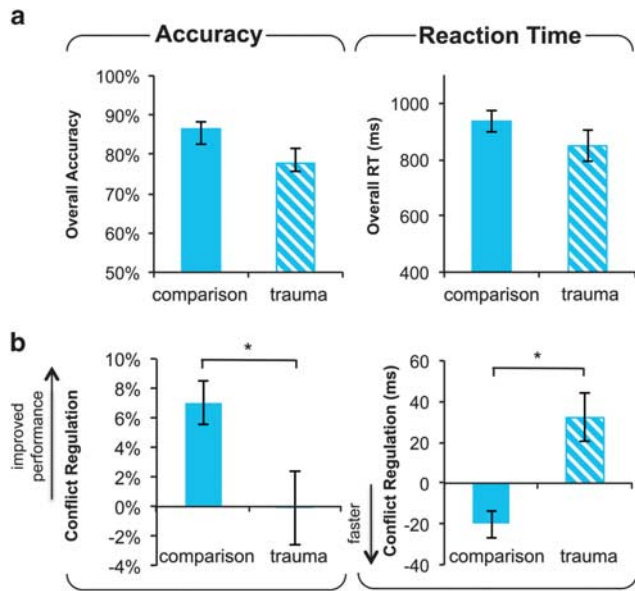 a
Accuracy
Reaction Time
Overall Accuracy
100%
90%
80%
70%
60%
50%
comparison
trauma
Overall RT (ms)
1000
800
600
400
comparison
trauma
b
improved
performance
Conflict Regulation
10%
8%
6%
4%
2%
0%
-2%
-4%
*
comparison
trauma
faster
Conflict Regulation (ms)
60
40
20
0
-20
-40
*
comparison
trauma